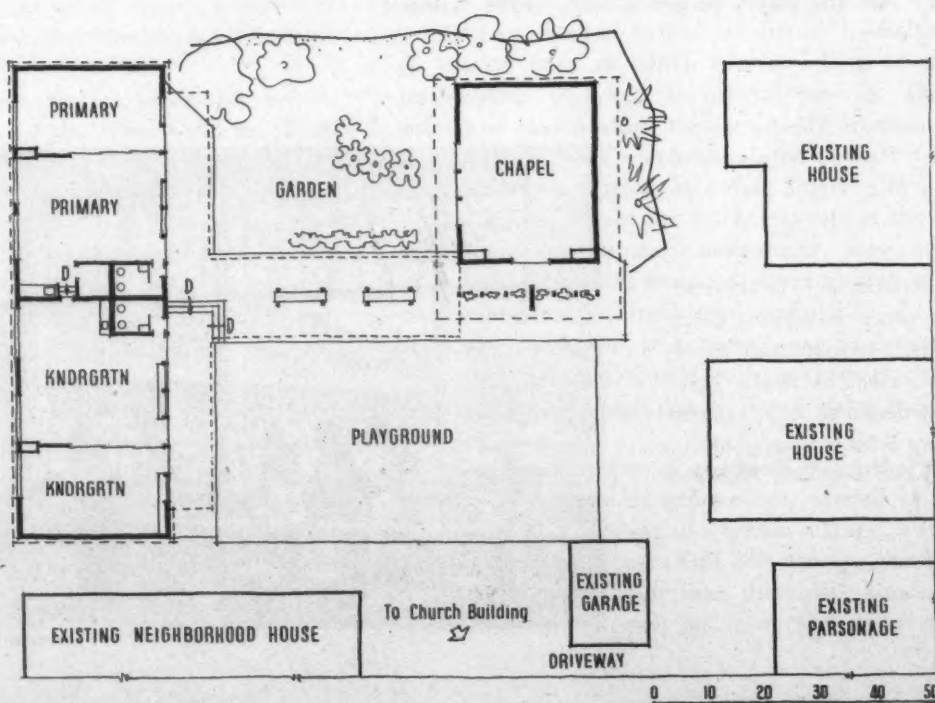 PRIMARY
PRIMARY
GARDEN
CHAPEL
EXISTING
HOUSE
D
D
D
KNDRGRTN
PLAYGROUND
EXISTING
HOUSE
KNDRGRTN
EXISTING
GARAGE
To Church Building
EXISTING NEIGHBORHOOD HOUSE
EXISTING
PARSONAGE
DRIVEWAY
0 10 20 30 40 50